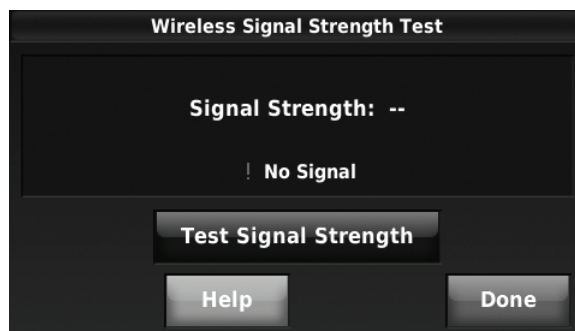 Wireless Signal Strength Test
Signal Strength: --
! No Signal
Test Signal Strength
Help
Done